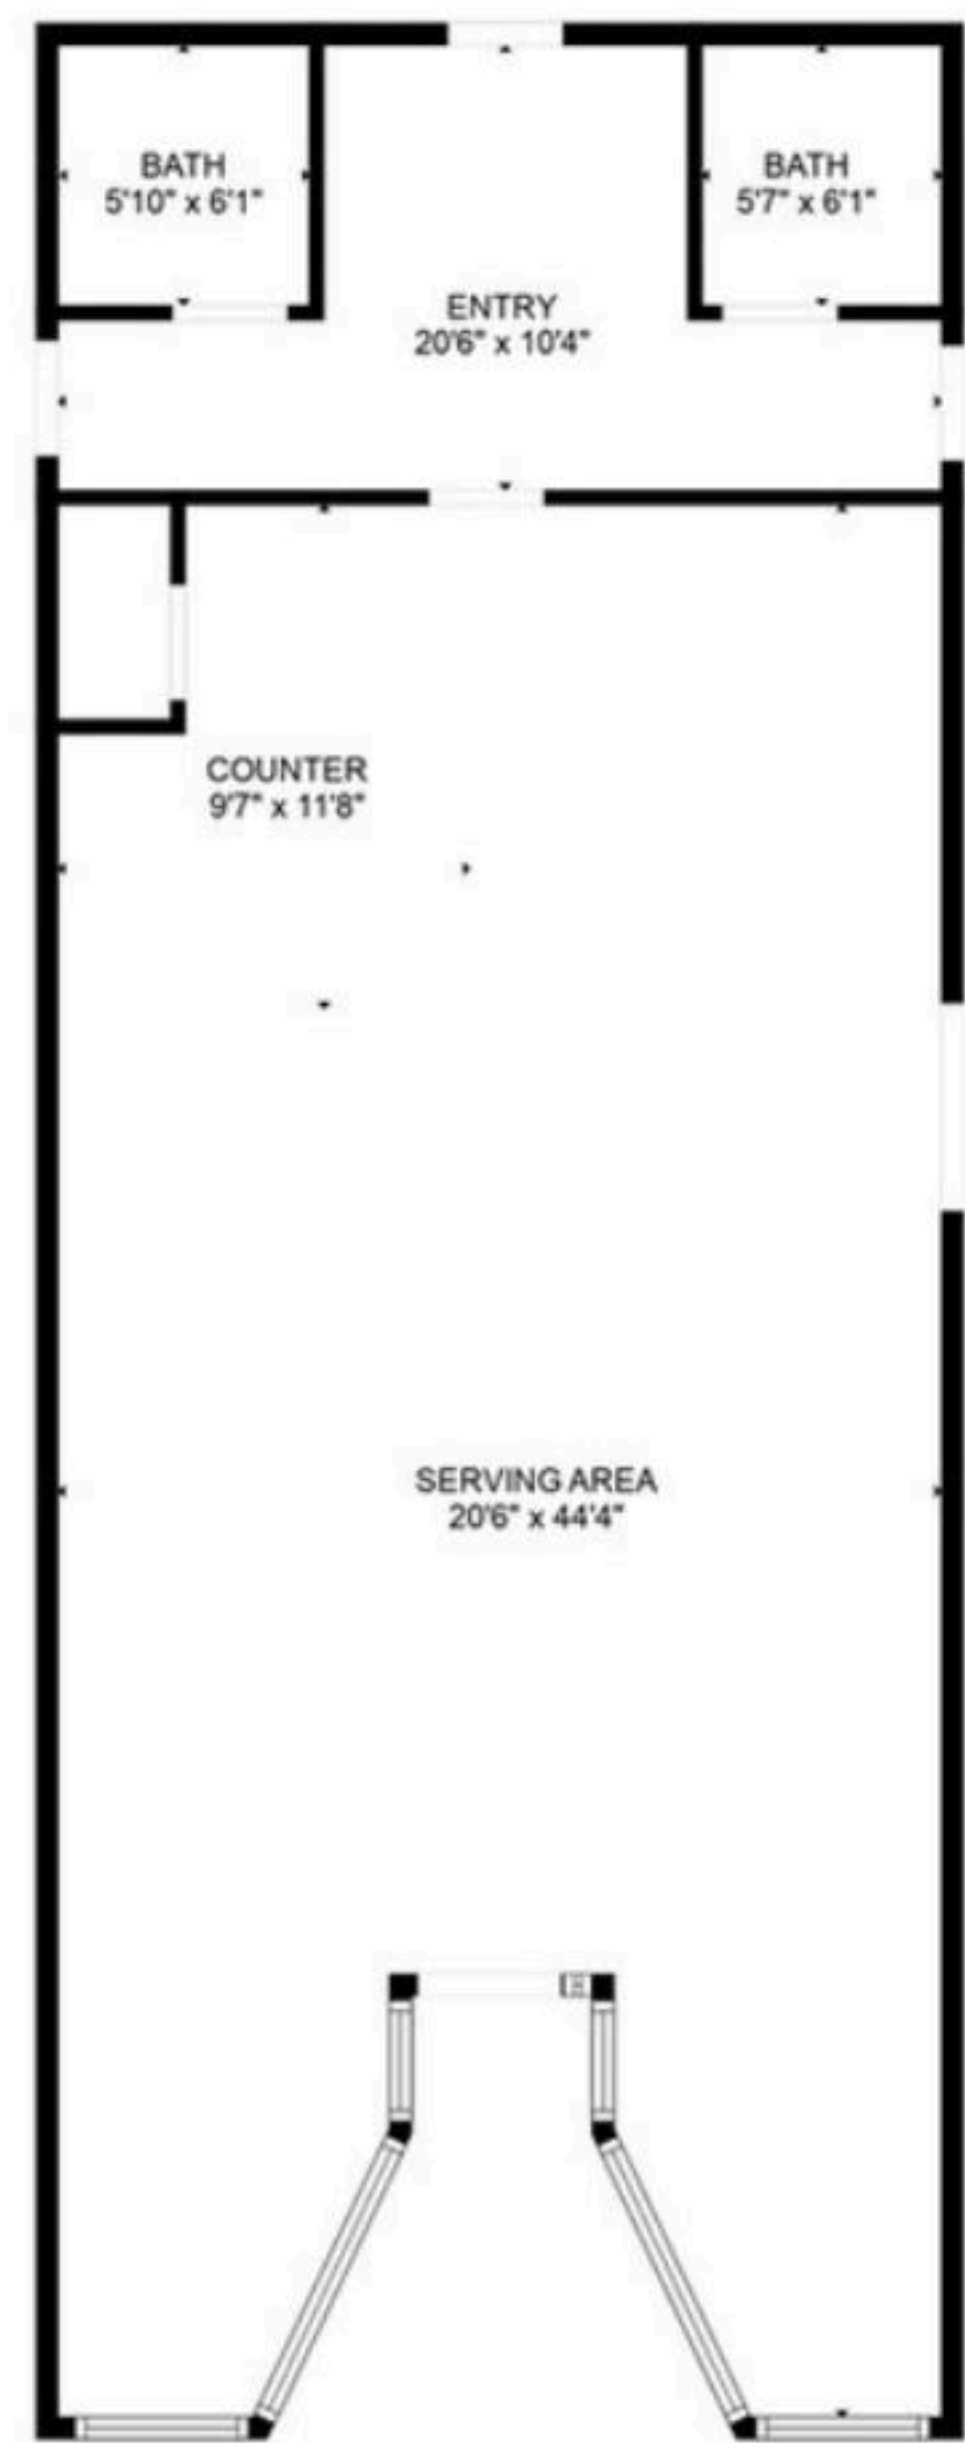 BATH
5'10" x 6'1"
BATH
5'7" x 6'1"
ENTRY
20'6" x 10'4"
COUNTER
9'7" x 11'8"
SERVING AREA
20'6" x 44'4"